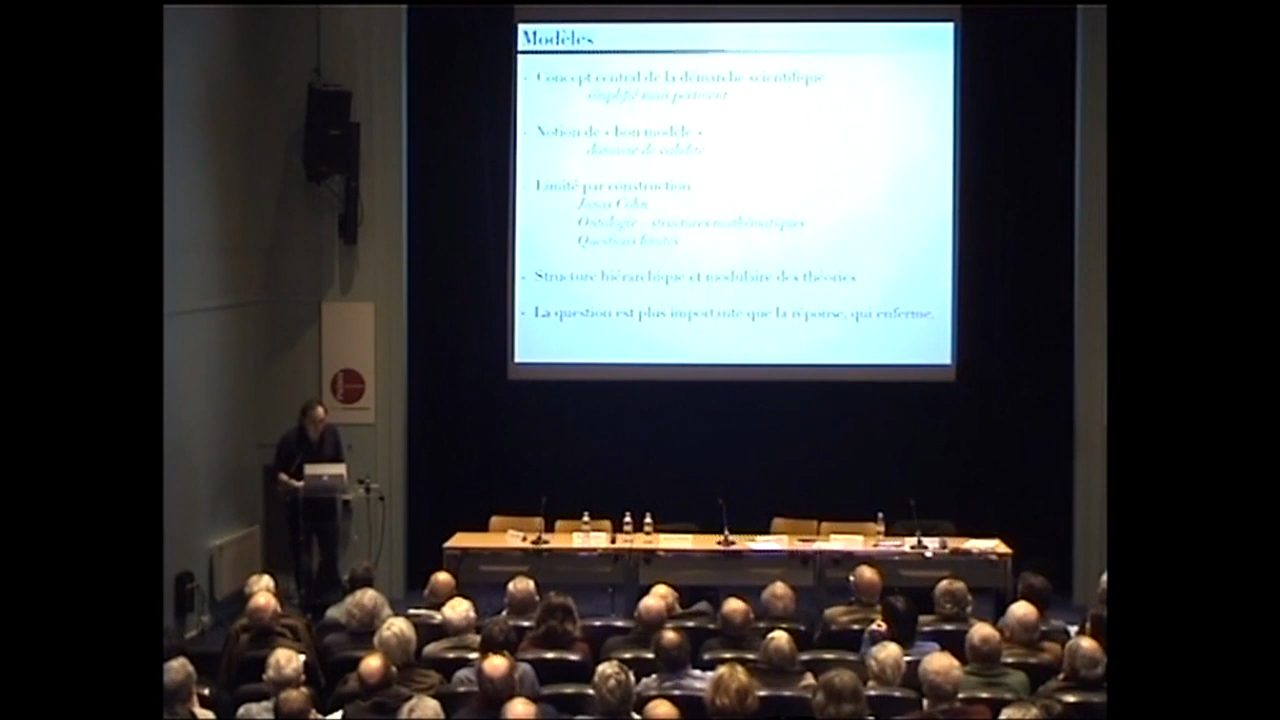 Modèles
- Concept central de la démarche scientifique
simplifié mais pertinent
- Notion de « bon modèle »
domaine de validité
- Limité par construction
Ontologie - structures mathématiques
Questions limites
- Structure hiérarchique et modulaire des théories
- La question est plus importante que la réponse, qui enferme.